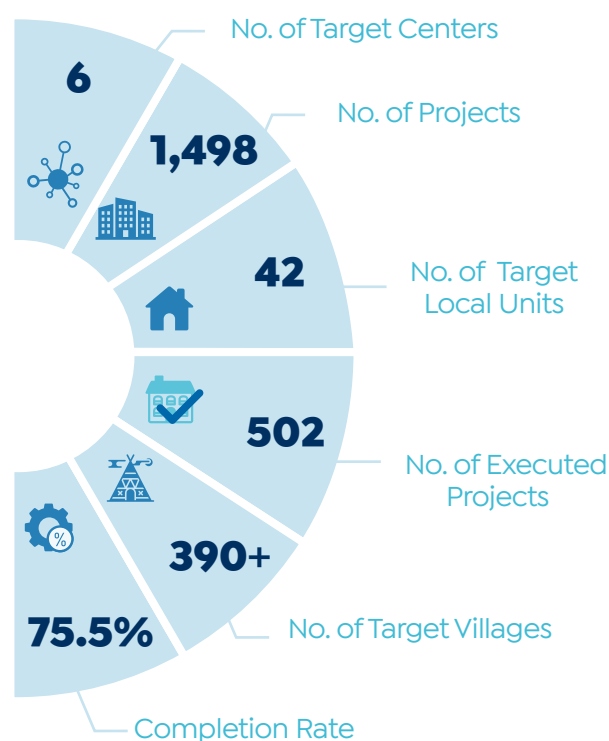 No. of Target Centers
6
No. of Projects
1,498
42
No. of Target
Local Units
502
No. of Executed
Projects
%
390+
No. of Target Villages
75.5%
Completion Rate